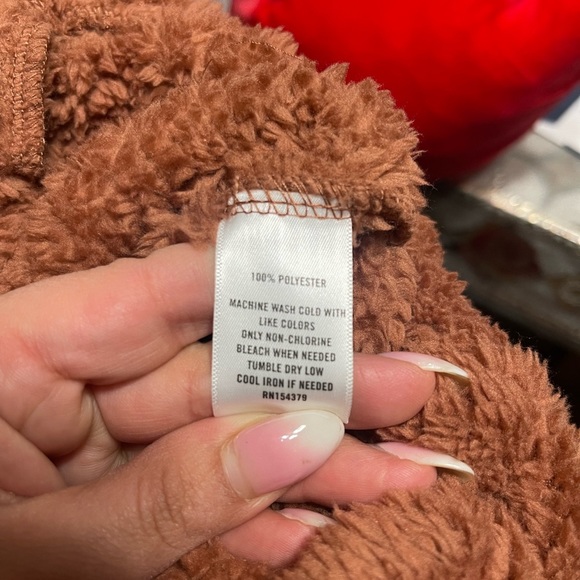 100% POLYESTER
MACHINE WASH COLD WITH
LIKE COLORS
ONLY NON-CHLORINE
BLEACH WHEN NEEDED
TUMBLE DRY LOW
COOL IRON IF NEEDED
RN154379